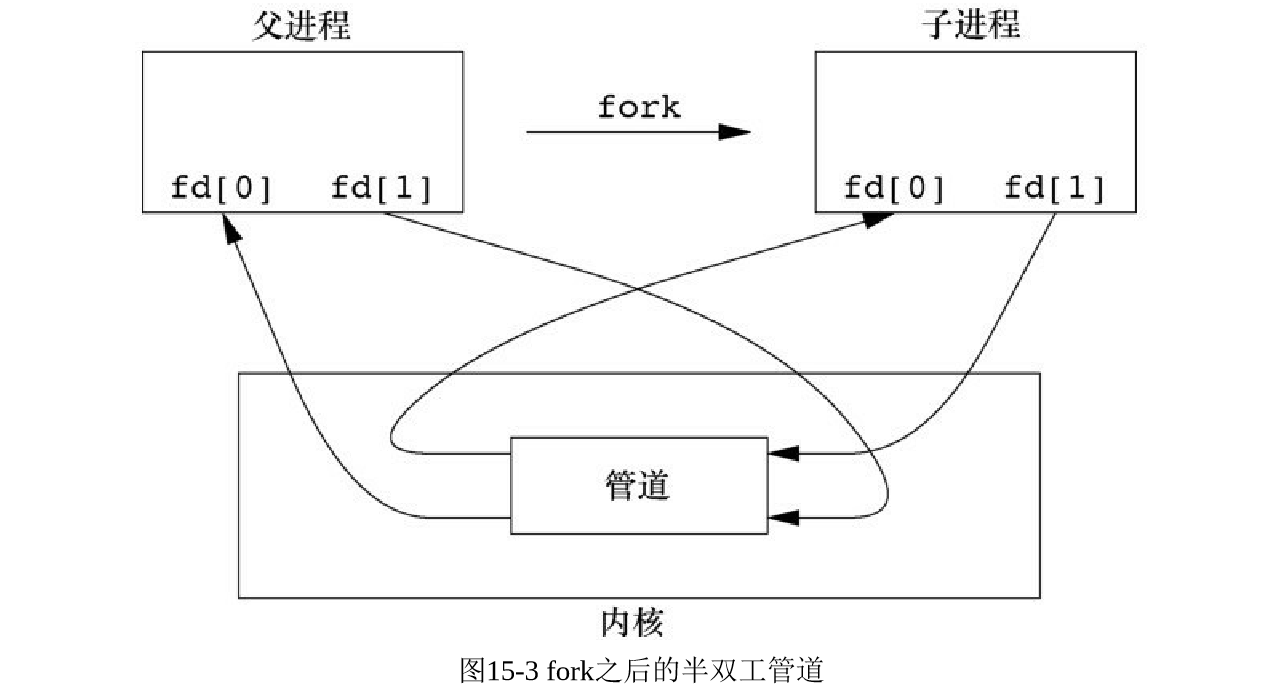 父进程
子进程
fork
fd[0] fd[1]
fd[0] fd[1]
管道
内核
图15-3 fork之后的半双工管道